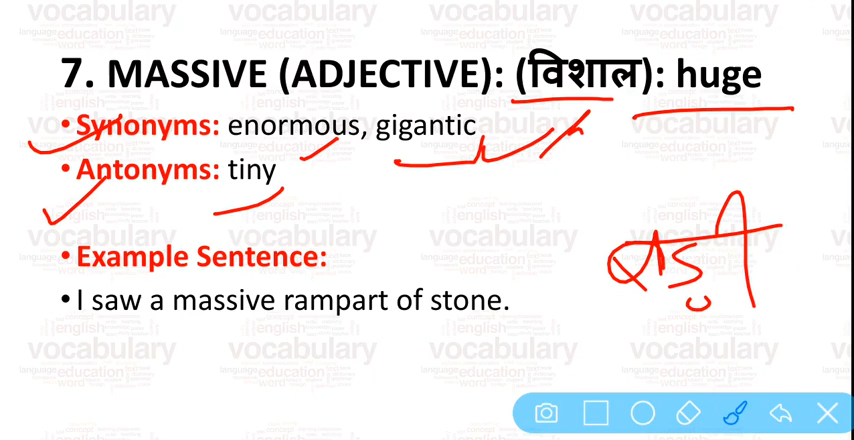 7. MASSIVE (ADJECTIVE): (विशाल): huge
• Synonyms: enormous, gigantic
• Antonyms: tiny
• Example Sentence:
• I saw a massive rampart of stone.